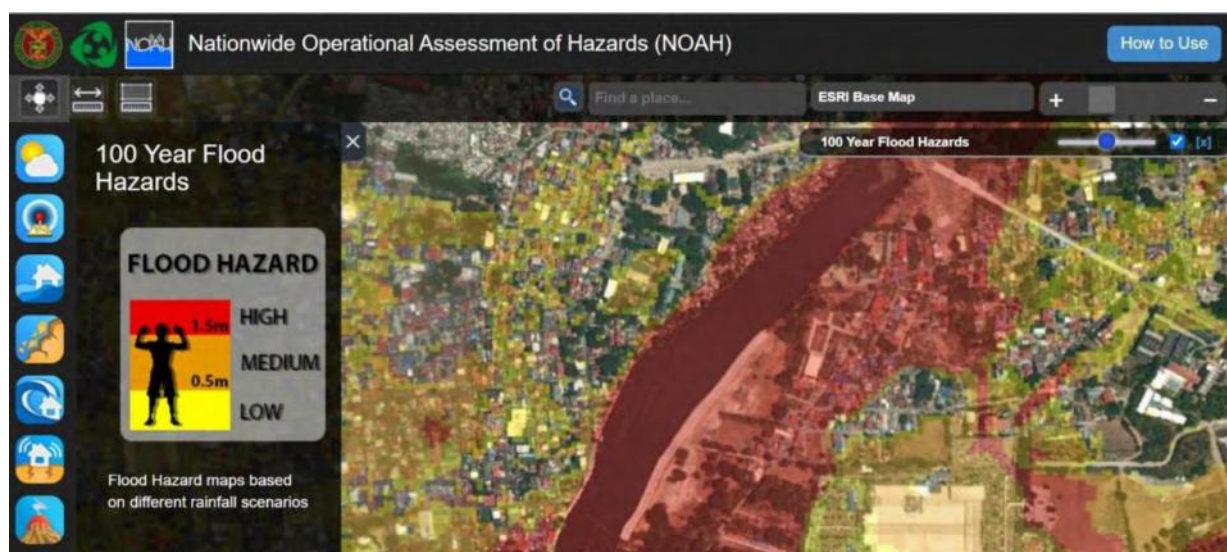 NOAH
Nationwide Operational Assessment of Hazards (NOAH)
How to Use
Find a place...
ESRI Base Map
+
−
100 Year Flood Hazards
[x]
100 Year Flood
Hazards
FLOOD HAZARD
1.5m
HIGH
MEDIUM
0.5m
LOW
Flood Hazard maps based
on different rainfall scenarios